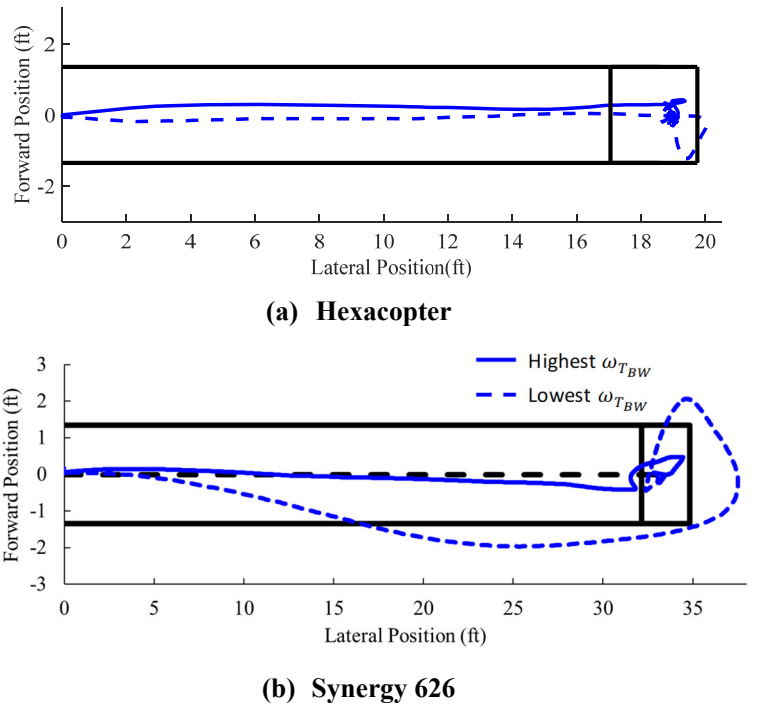 2
0
-2
Forward Position (ft)
0 2 4 6 8 10 12 14 16 18 20
Lateral Position(ft)
(a) Hexacopter
Highest ω_{T_{BW}}
Lowest ω_{T_{BW}}
3
2
1
0
-1
-2
-3
Forward Position (ft)
0 5 10 15 20 25 30 35
Lateral Position (ft)
(b) Synergy 626